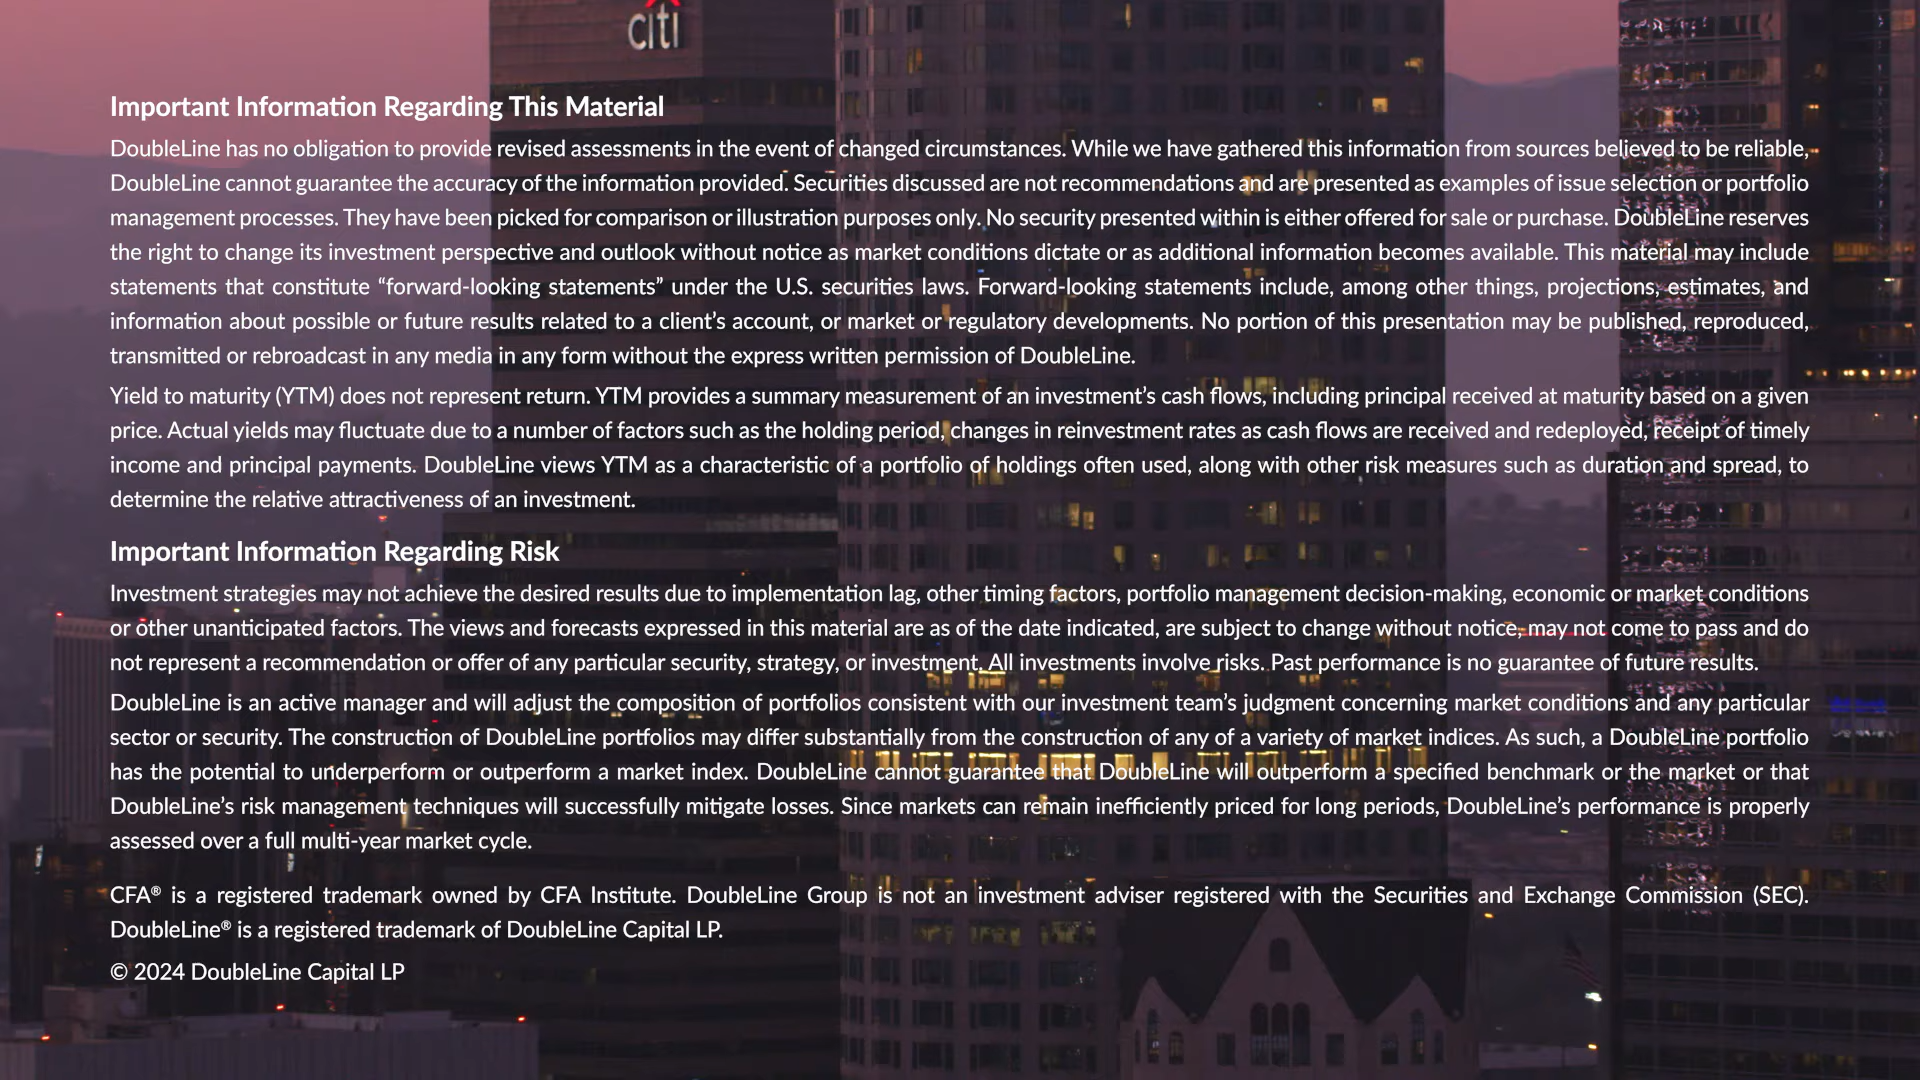 citi
Important Information Regarding This Material
DoubleLine has no obligation to provide revised assessments in the event of changed circumstances. While we have gathered this information from sources believed to be reliable,
DoubleLine cannot guarantee the accuracy of the information provided. Securities discussed are not recommendations and are presented as examples of issue selection or portfolio
management processes. They have been picked for comparison or illustration purposes only. No security presented within is either offered for sale or purchase. DoubleLine reserves
the right to change its investment perspective and outlook without notice as market conditions dictate or as additional information becomes available. This material may include
statements that constitute “forward-looking statements” under the U.S. securities laws. Forward-looking statements include, among other things, projections, estimates, and
information about possible or future results related to a client’s account, or market or regulatory developments. No portion of this presentation may be published, reproduced,
transmitted or rebroadcast in any media in any form without the express written permission of DoubleLine.
Yield to maturity (YTM) does not represent return. YTM provides a summary measurement of an investment’s cash flows, including principal received at maturity based on a given
price. Actual yields may fluctuate due to a number of factors such as the holding period, changes in reinvestment rates as cash flows are received and redeployed, receipt of timely
income and principal payments. DoubleLine views YTM as a characteristic of a portfolio of holdings often used, along with other risk measures such as duration and spread, to
determine the relative attractiveness of an investment.
Important Information Regarding Risk
Investment strategies may not achieve the desired results due to implementation lag, other timing factors, portfolio management decision-making, economic or market conditions
or other unanticipated factors. The views and forecasts expressed in this material are as of the date indicated, are subject to change without notice, may not come to pass and do
not represent a recommendation or offer of any particular security, strategy, or investment. All investments involve risks. Past performance is no guarantee of future results.
DoubleLine is an active manager and will adjust the composition of portfolios consistent with our investment team’s judgment concerning market conditions and any particular
sector or security. The construction of DoubleLine portfolios may differ substantially from the construction of any of a variety of market indices. As such, a DoubleLine portfolio
has the potential to underperform or outperform a market index. DoubleLine cannot guarantee that DoubleLine will outperform a specified benchmark or the market or that
DoubleLine’s risk management techniques will successfully mitigate losses. Since markets can remain inefficiently priced for long periods, DoubleLine’s performance is properly
assessed over a full multi-year market cycle.
CFA® is a registered trademark owned by CFA Institute. DoubleLine Group is not an investment adviser registered with the Securities and Exchange Commission (SEC).
DoubleLine® is a registered trademark of DoubleLine Capital LP.
© 2024 DoubleLine Capital LP